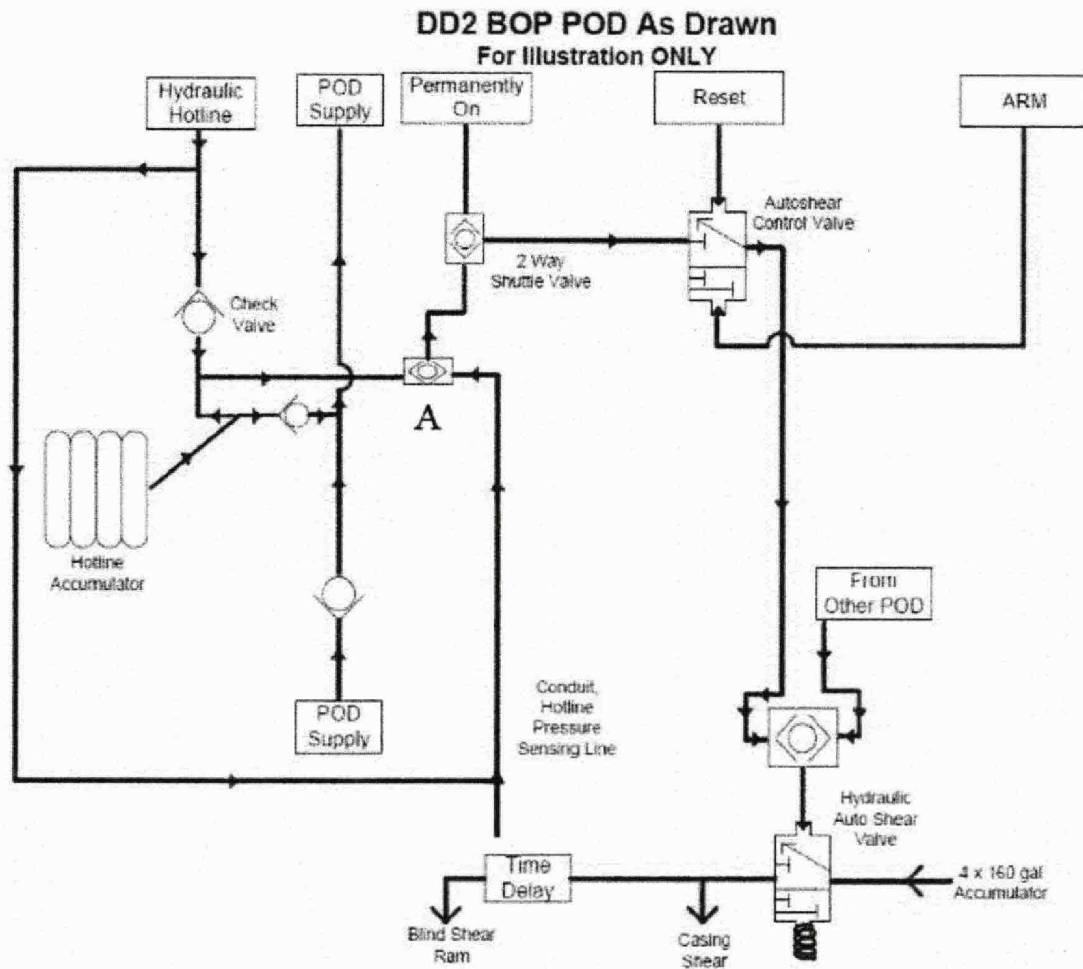 DD2 BOP POD As Drawn
For Illustration ONLY
Hydraulic
Hotline
POD
Supply
Permanently
On
Reset
ARM
Autoshear
Control Valve
2 Way
Shuttle Valve
Check
Valve
A
Hotline
Accumulator
From
Other POD
POD
Supply
Conduit,
Hotline
Pressure
Sensing Line
Hydraulic
Auto Shear
Valve
Time
Delay
4 x 160 gal
Accumulator
Blind Shear
Ram
Casing
Shear